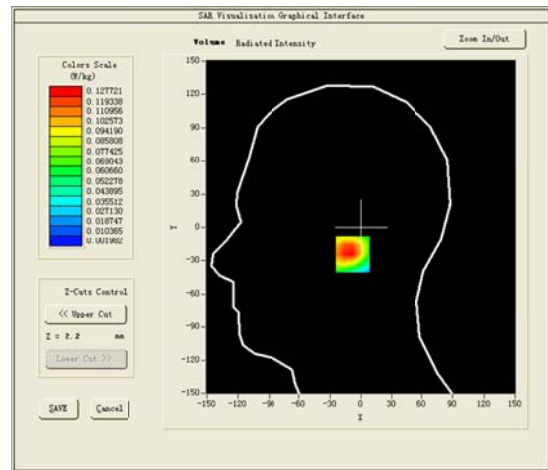 SAR Visualisation Graphical Interface
Volume Radiated Intensity
Zoom In/Out
Colors Scale
(W/kg)
0.127721
0.119338
0.110956
0.102573
0.094190
0.085808
0.077425
0.069043
0.060660
0.052278
0.043895
0.035512
0.027130
0.018747
0.010365
0.001982
Z-Cuts Control
<< Upper Cut
Z = 2.2 mm
Lower Cut >>
SAVE
Cancel
150
120
90
60
30
0
-30
-60
-90
-120
-150
Y
-150 -120 -90 -60 -30 0 30 60 90 120 150
X